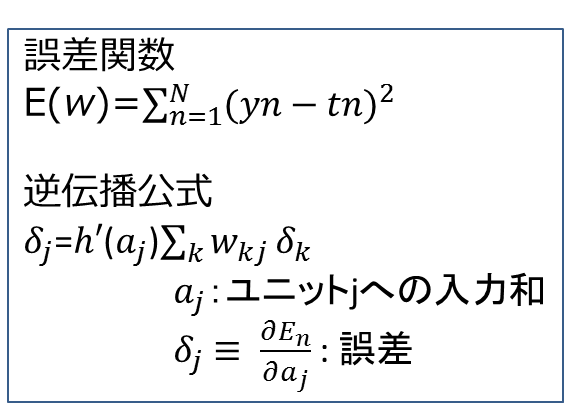 誤差関数
E(w)=∑_{n=1}^{N}(yn − tn)^2
逆伝播公式
δ_j=h′(a_j)∑_k w_{kj} δ_k
a_j : ユニットjへの入力和
δ_j ≡ ∂E_n/∂a_j : 誤差